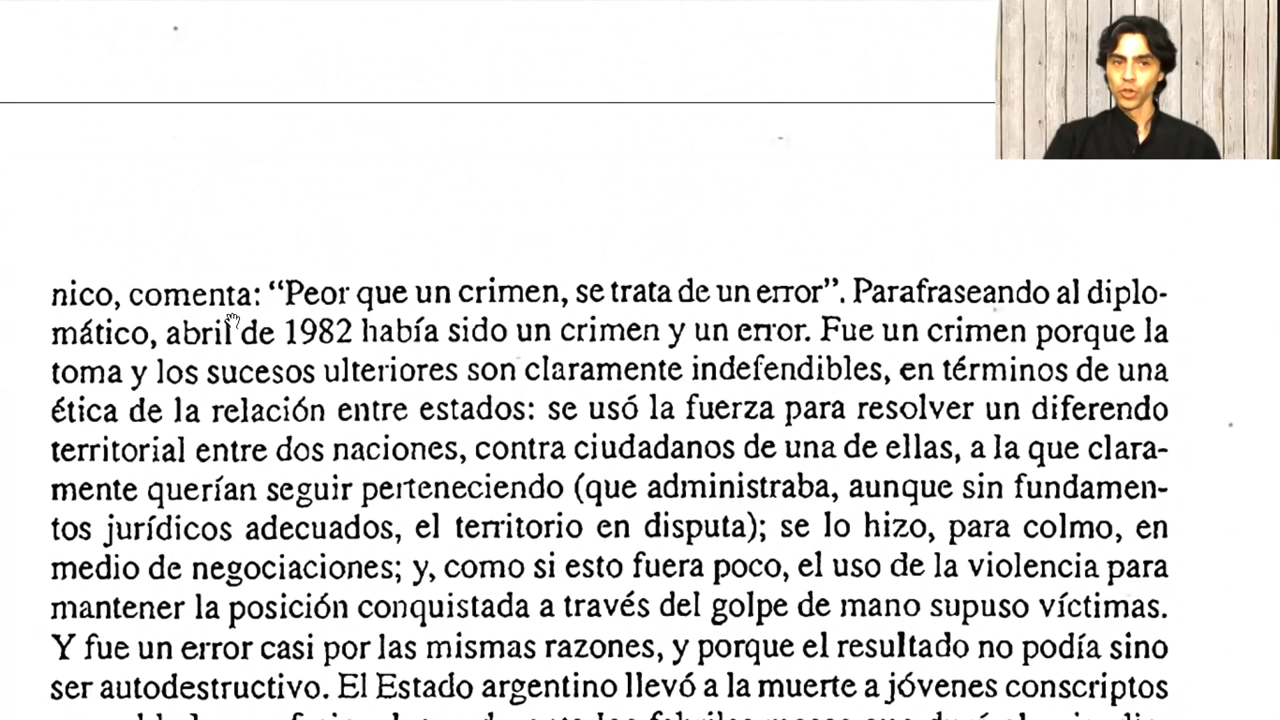 nico, comenta: “Peor que un crimen, se trata de un error”. Parafraseando al diplo-
mático, abril de 1982 había sido un crimen y un error. Fue un crimen porque la
toma y los sucesos ulteriores son claramente indefendibles, en términos de una
ética de la relación entre estados: se usó la fuerza para resolver un diferendo
territorial entre dos naciones, contra ciudadanos de una de ellas, a la que clara-
mente querían seguir perteneciendo (que administraba, aunque sin fundamen-
tos jurídicos adecuados, el territorio en disputa); se lo hizo, para colmo, en
medio de negociaciones; y, como si esto fuera poco, el uso de la violencia para
mantener la posición conquistada a través del golpe de mano supuso víctimas.
Y fue un error casi por las mismas razones, y porque el resultado no podía sino
ser autodestructivo. El Estado argentino llevó a la muerte a jóvenes conscriptos